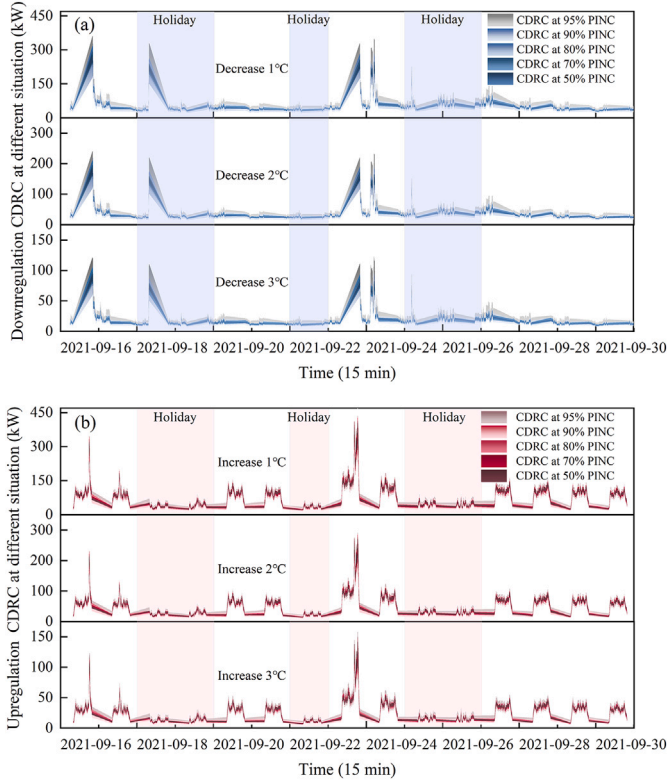 (a)
Holiday Holiday Holiday
CDRC at 95% PINC
CDRC at 90% PINC
CDRC at 80% PINC
CDRC at 70% PINC
CDRC at 50% PINC
450
300
150
0
Decrease 1°C
300
200
100
0
Decrease 2°C
150
100
50
0
Decrease 3°C
Downregulation CDRC at different situation (kW)
2021-09-16 2021-09-18 2021-09-20 2021-09-22 2021-09-24 2021-09-26 2021-09-28 2021-09-30
Time (15 min)
(b)
Holiday Holiday Holiday
CDRC at 95% PINC
CDRC at 90% PINC
CDRC at 80% PINC
CDRC at 70% PINC
CDRC at 50% PINC
450
300
150
0
Increase 1°C
300
200
100
0
Increase 2°C
150
100
50
0
Increase 3°C
Upregulation CDRC at different situation (kW)
2021-09-16 2021-09-18 2021-09-20 2021-09-22 2021-09-24 2021-09-26 2021-09-28 2021-09-30
Time (15 min)